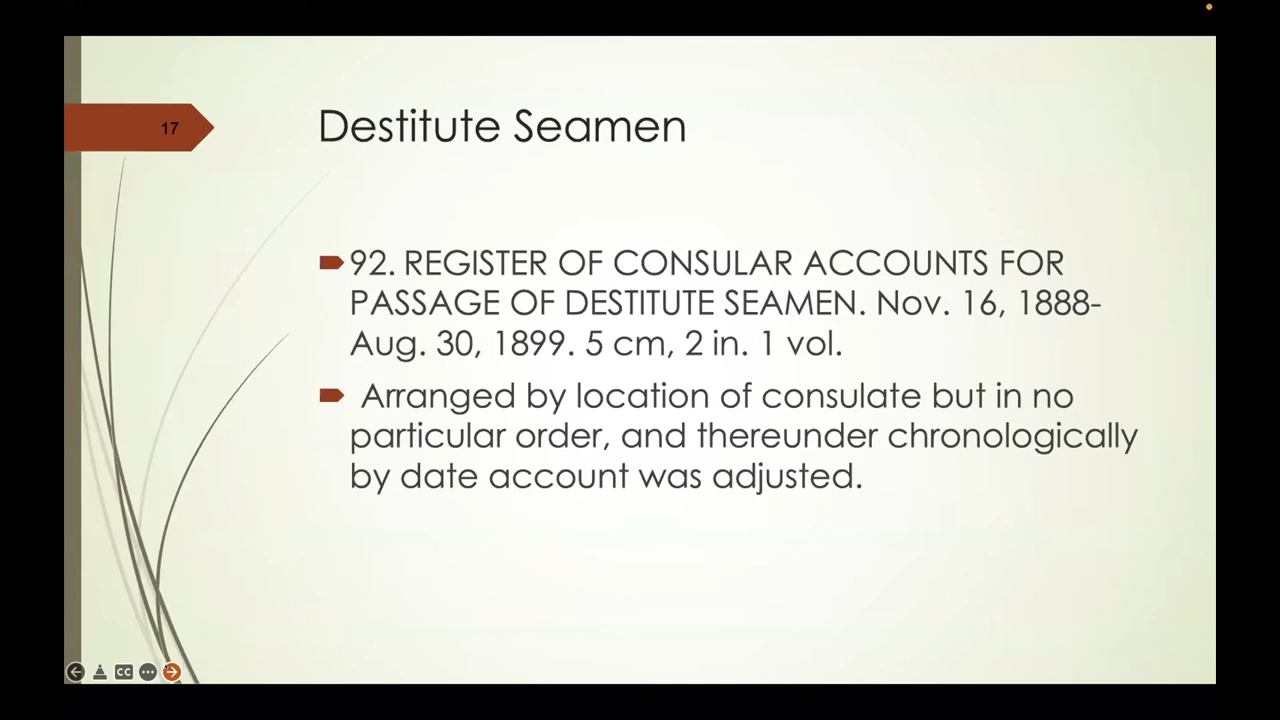 17
Destitute Seamen
92. REGISTER OF CONSULAR ACCOUNTS FOR
PASSAGE OF DESTITUTE SEAMEN. Nov. 16, 1888-
Aug. 30, 1899. 5 cm, 2 in. 1 vol.
Arranged by location of consulate but in no
particular order, and thereunder chronologically
by date account was adjusted.
CC